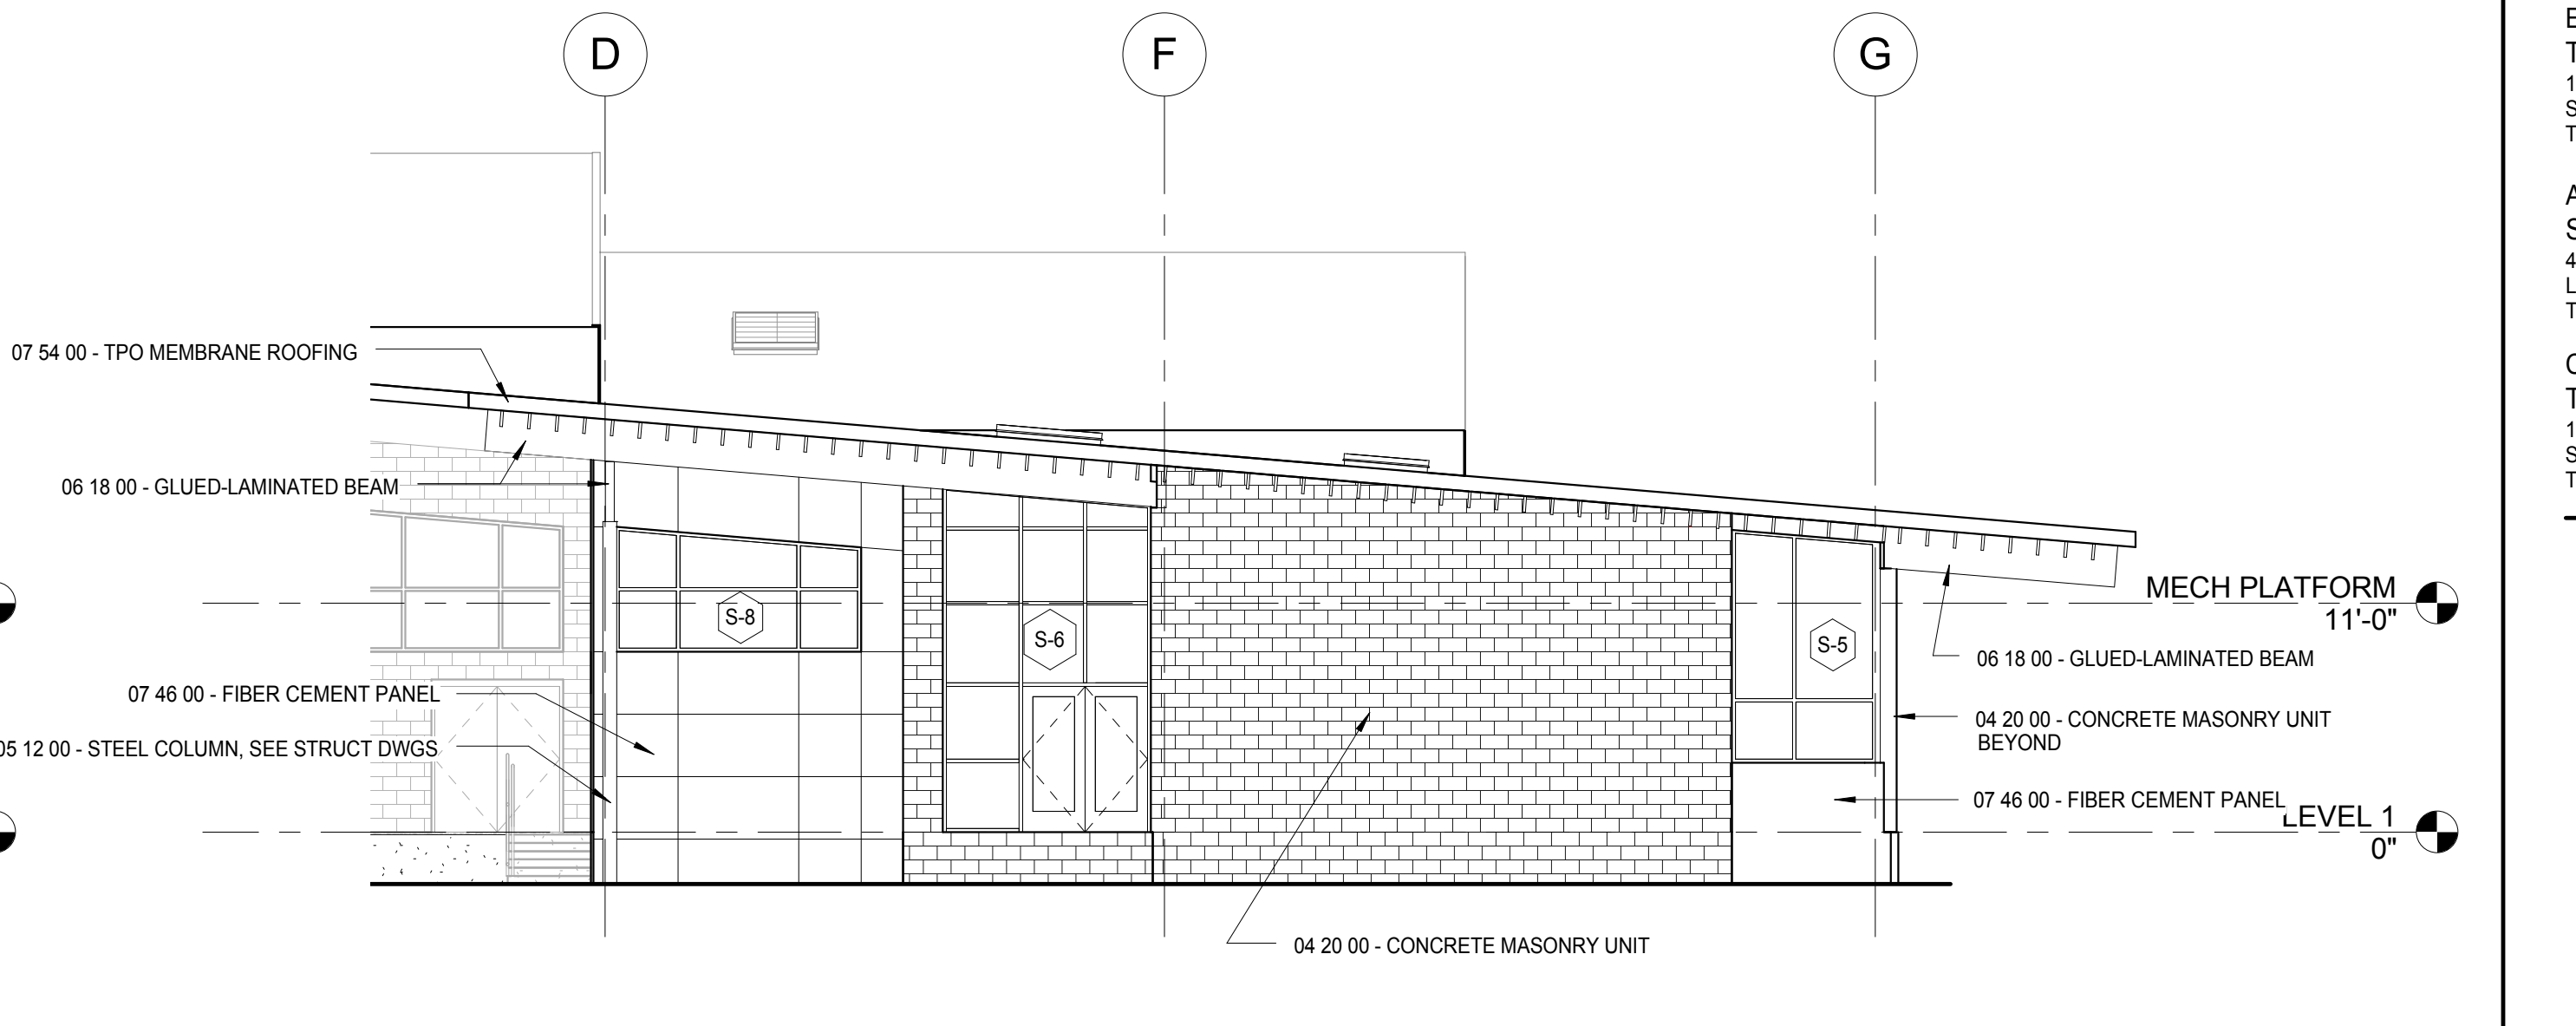 D
F
G
07 54 00 - TPO MEMBRANE ROOFING
06 18 00 - GLUED-LAMINATED BEAM
07 46 00 - FIBER CEMENT PANEL
05 12 00 - STEEL COLUMN, SEE STRUCT DWGS
S-8
S-6
S-5
MECH PLATFORM
11'-0"
06 18 00 - GLUED-LAMINATED BEAM
04 20 00 - CONCRETE MASONRY UNIT
BEYOND
07 46 00 - FIBER CEMENT PANEL
LEVEL 1
0"
04 20 00 - CONCRETE MASONRY UNIT